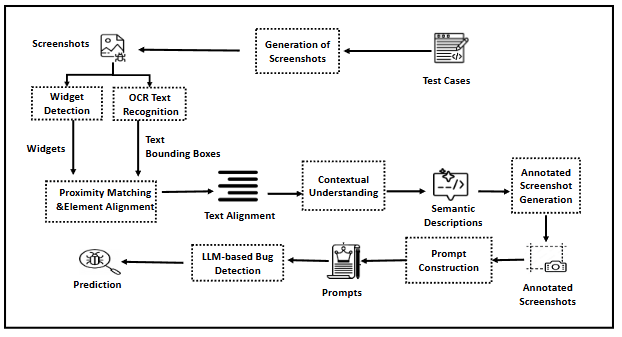 Screenshots
Generation of
Screenshots
Test Cases
Widget
Detection
OCR Text
Recognition
Widgets
Text
Bounding Boxes
Proximity Matching
&Element Alignment
Text Alignment
Contextual
Understanding
Semantic
Descriptions
Annotated
Screenshot
Generation
LLM-based Bug
Detection
Prompt
Construction
Prediction
Prompts
Annotated
Screenshots